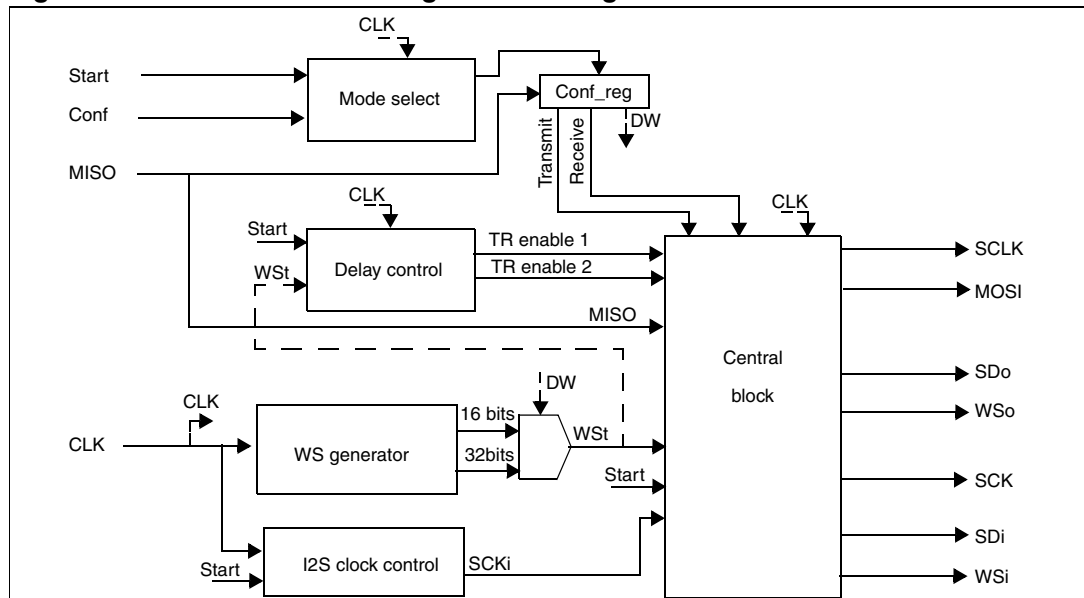 CLK
Start
Mode select
Conf_reg
Conf
DW
Transmit
Receive
MISO
CLK
CLK
Start
TR enable 1
SCLK
WSt
Delay control
TR enable 2
MOSI
MISO
Central
block
SDo
DW
WSo
CLK
16 bits
CLK
WS generator
WSt
32bits
Start
SCK
I2S clock control
SCKi
SDi
Start
WSi